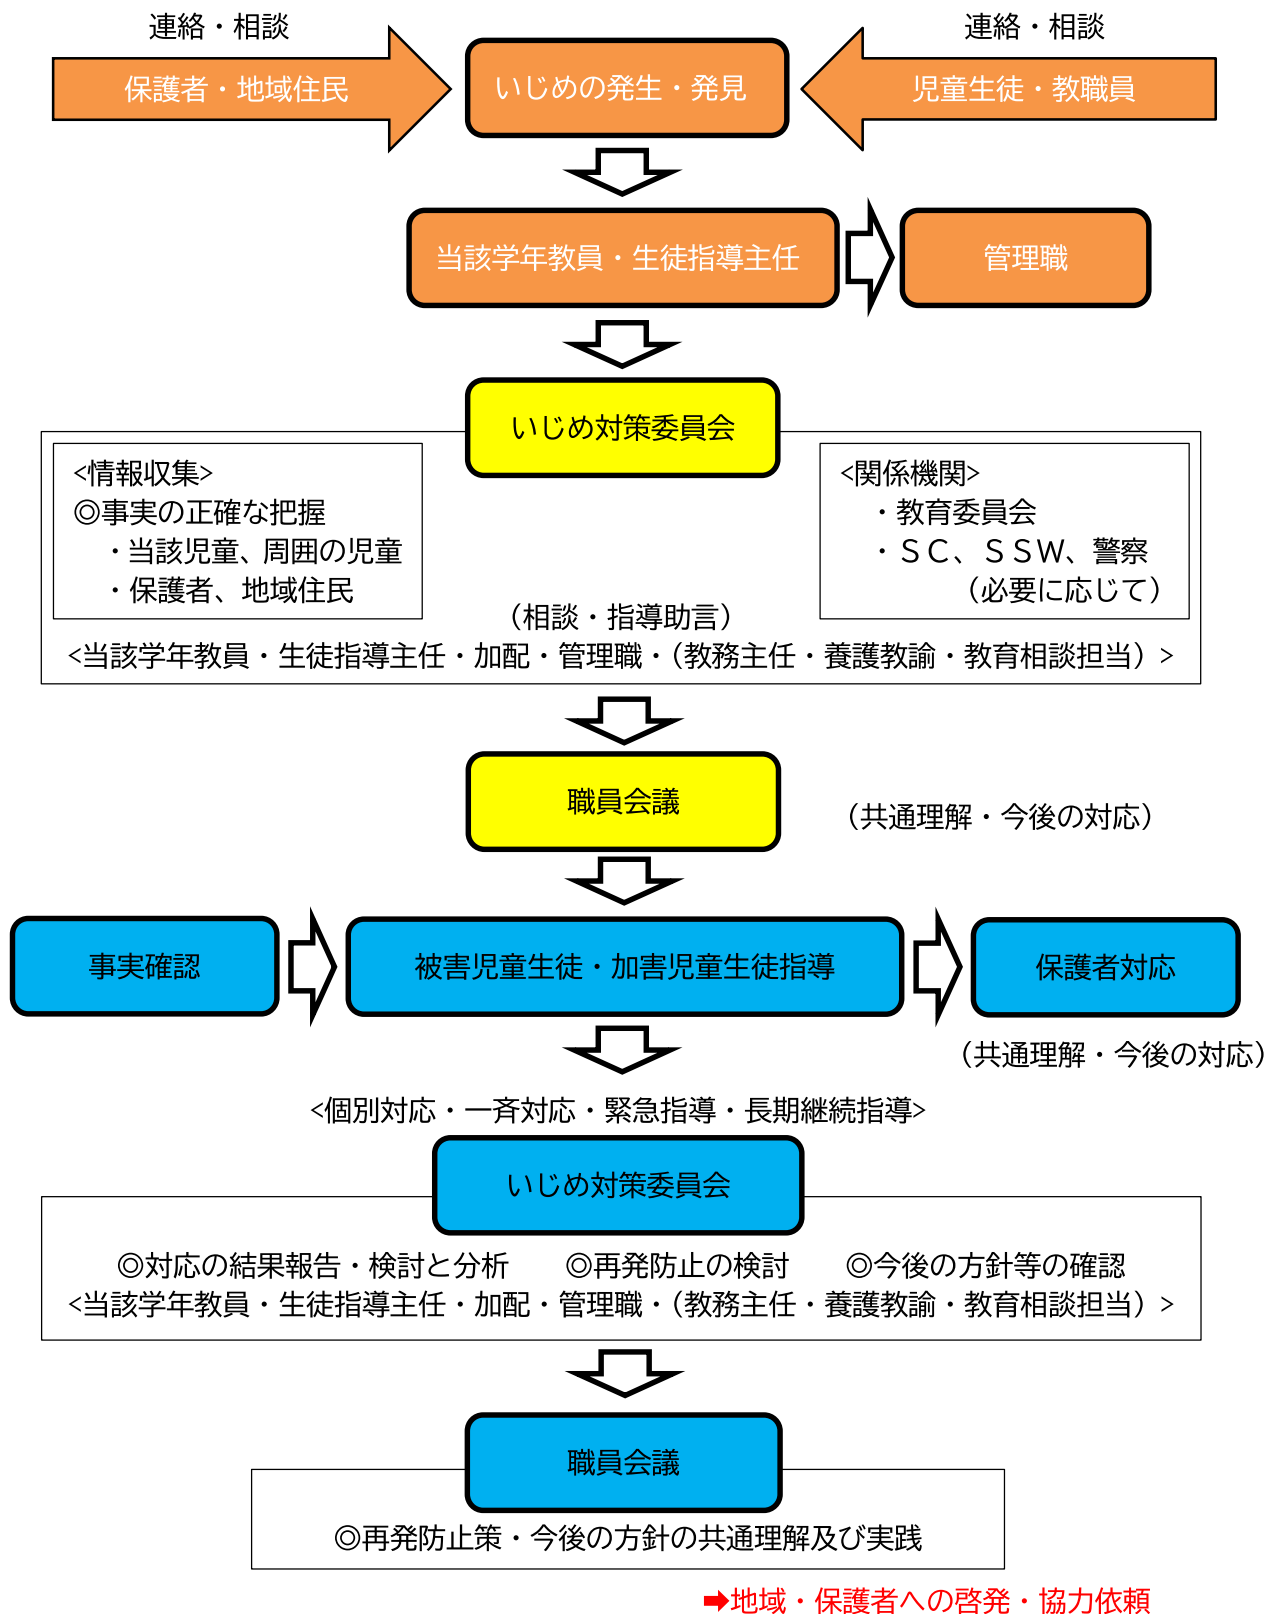 連絡・相談
連絡・相談
保護者・地域住民
いじめの発生・発見
児童生徒・教職員
当該学年教員・生徒指導主任
管理職
いじめ対策委員会
<情報収集>
◎事実の正確な把握
・当該児童、周囲の児童
・保護者、地域住民
<関係機関>
・教育委員会
・ＳＣ、ＳＳＷ、警察
（必要に応じて）
（相談・指導助言）
<当該学年教員・生徒指導主任・加配・管理職・（教務主任・養護教諭・教育相談担当）>
職員会議
（共通理解・今後の対応）
事実確認
被害児童生徒・加害児童生徒指導
保護者対応
（共通理解・今後の対応）
<個別対応・一斉対応・緊急指導・長期継続指導>
いじめ対策委員会
◎対応の結果報告・検討と分析　　◎再発防止の検討　　◎今後の方針等の確認
<当該学年教員・生徒指導主任・加配・管理職・（教務主任・養護教諭・教育相談担当）>
職員会議
◎再発防止策・今後の方針の共通理解及び実践
➡地域・保護者への啓発・協力依頼